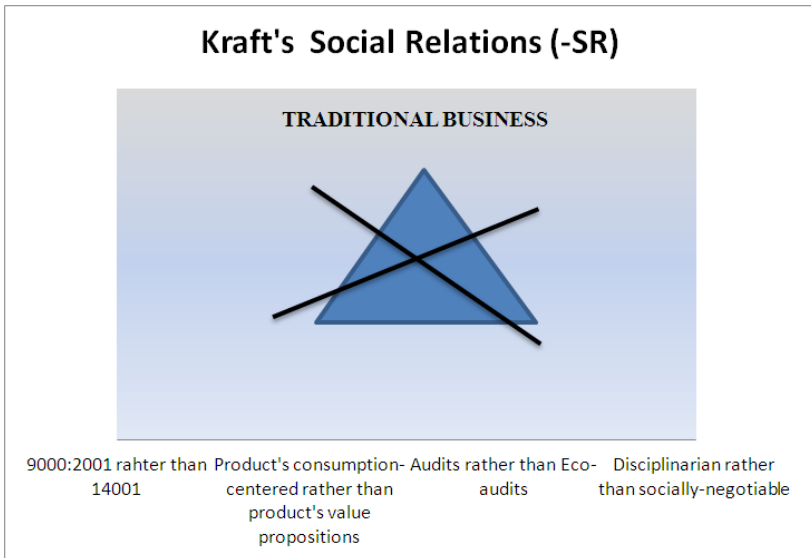 Kraft's Social Relations (-SR)
TRADITIONAL BUSINESS
9000:2001 rahter than
14001
Product's consumption-
centered rather than
product's value
propositions
Audits rather than Eco-
audits
Disciplinarian rather
than socially-negotiable